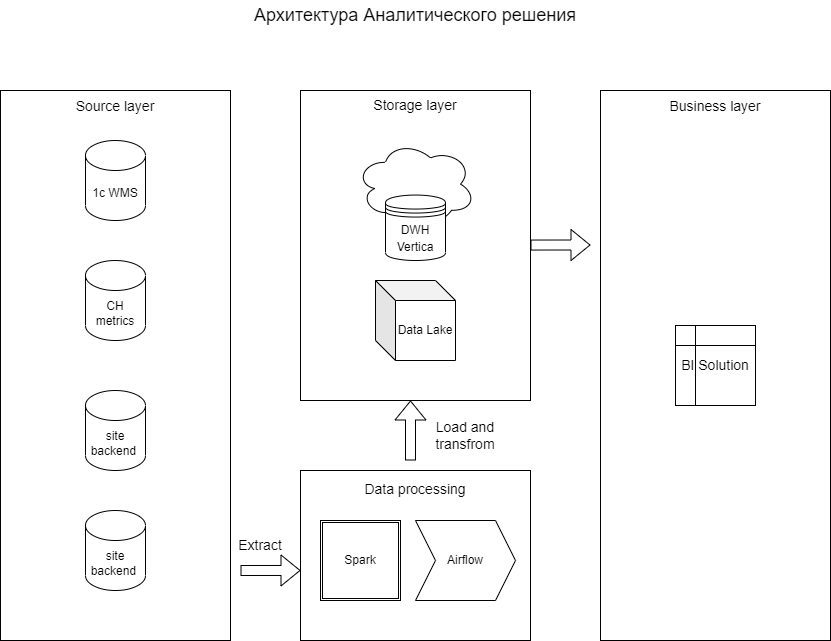 Архитектура Аналитического решения
Source layer
1c WMS
CH
metrics
site
backend
site
backend
Extract
Storage layer
DWH
Vertica
Data Lake
Load and
transfrom
Data processing
Spark
Airflow
Business layer
BI Solution